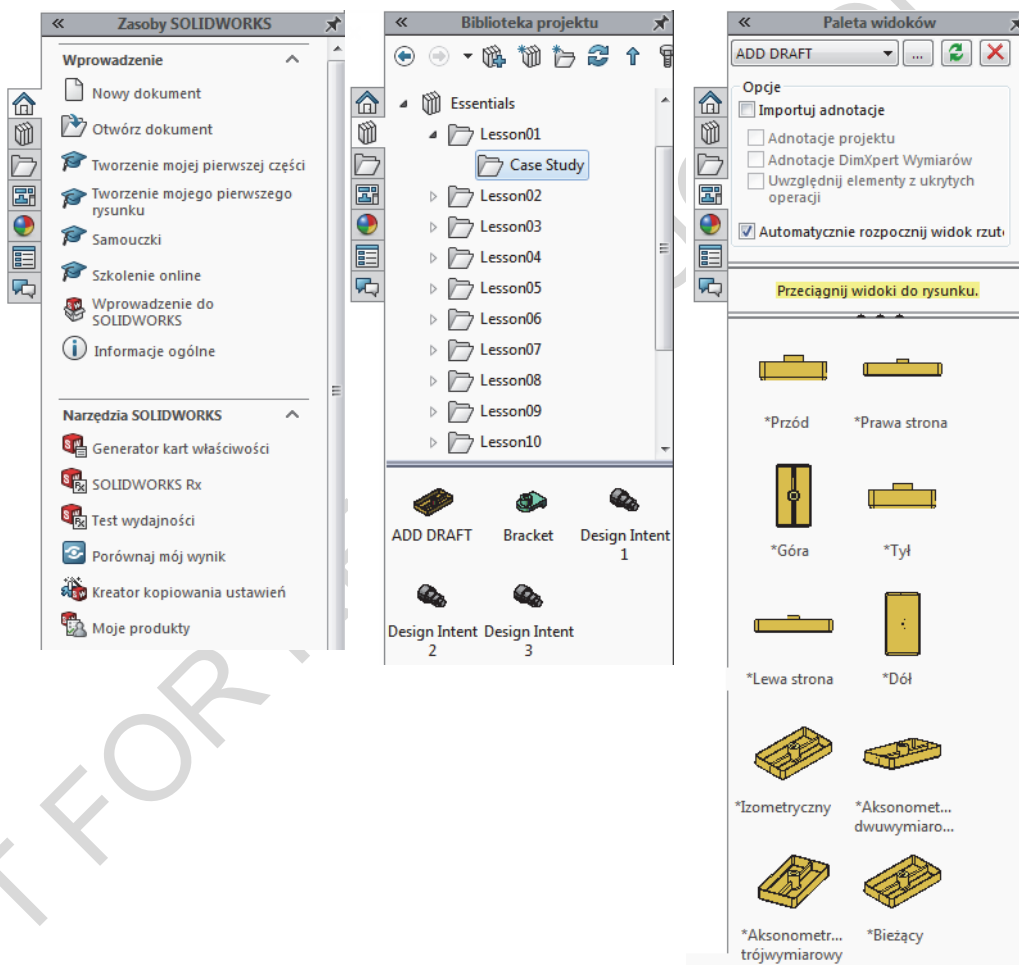 Zasoby SOLIDWORKS
Wprowadzenie
Nowy dokument
Otwórz dokument
Tworzenie mojej pierwszej części
Tworzenie mojego pierwszego
rysunku
Samouczki
Szkolenie online
Wprowadzenie do
SOLIDWORKS
Informacje ogólne
Narzędzia SOLIDWORKS
Generator kart właściwości
SOLIDWORKS Rx
Test wydajności
Porównaj mój wynik
Kreator kopiowania ustawień
Moje produkty
Biblioteka projektu
Essentials
Lesson01
Case Study
Lesson02
Lesson03
Lesson04
Lesson05
Lesson06
Lesson07
Lesson08
Lesson09
Lesson10
ADD DRAFT
Bracket
Design Intent
1
Design Intent
2
Design Intent
3
Paleta widoków
ADD DRAFT
...
Opcje
Importuj adnotacje
Adnotacje projektu
Adnotacje DimXpert Wymiarów
Uwzględnij elementy z ukrytych
operacji
Automatycznie rozpocznij widok
Przeciągnij widoki do rysunku.
*Przód
*Prawa strona
*Góra
*Tył
*Lewa strona
*Dół
*Izometryczny
*Aksonomet...
dwuwymiaro...
*Aksonometr...
trójwymiarowy
*Bieżący
T FOR